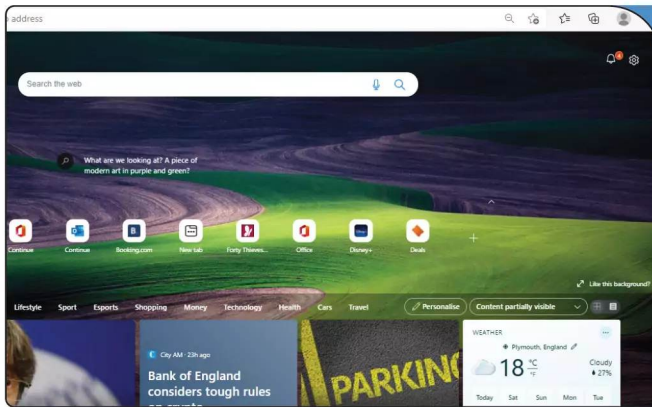 address
Search the web
4
What are we looking at? A piece of
modern art in purple and green?
Continue
Continue
B
Booking.com
New tab
Forty Thieves...
Office
Disney+
Deals
Like this background?
Lifestyle Sport Esports Shopping Money Technology Health Cars Travel
Personalise
Content partially visible
City AM · 23h ago
Bank of England
considers tough rules
on crypto
PARKING
WEATHER
Plymouth, England
18 °C
°F
Cloudy
27%
Today Sat Sun Mon Tue